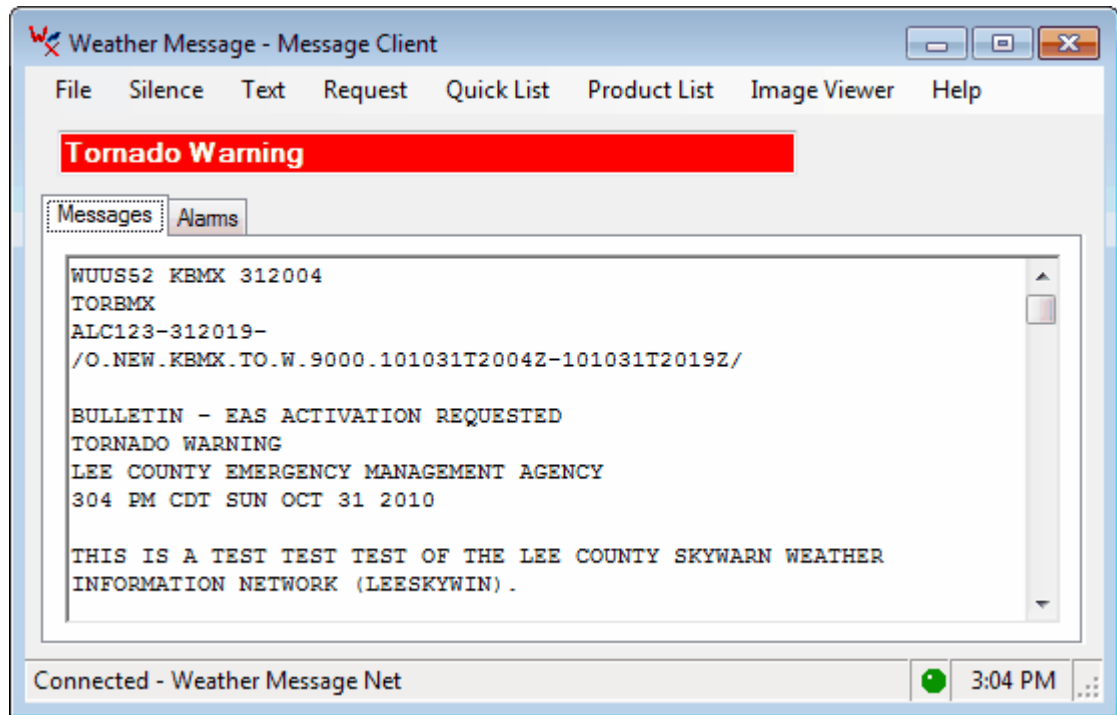 Weather Message - Message Client
File Silence Text Request Quick List Product List Image Viewer Help
Tornado Warning
Messages Alarms
WUUS52 KBMX 312004
TORBMX
ALC123-312019-
/O.NEW.KBMX.TO.W.9000.101031T2004Z-101031T2019Z/
BULLETIN - EAS ACTIVATION REQUESTED
TORNADO WARNING
LEE COUNTY EMERGENCY MANAGEMENT AGENCY
304 PM CDT SUN OCT 31 2010
THIS IS A TEST TEST TEST OF THE LEE COUNTY SKYWARN WEATHER
INFORMATION NETWORK (LEESKYWIN).
Connected - Weather Message Net 3:04 PM